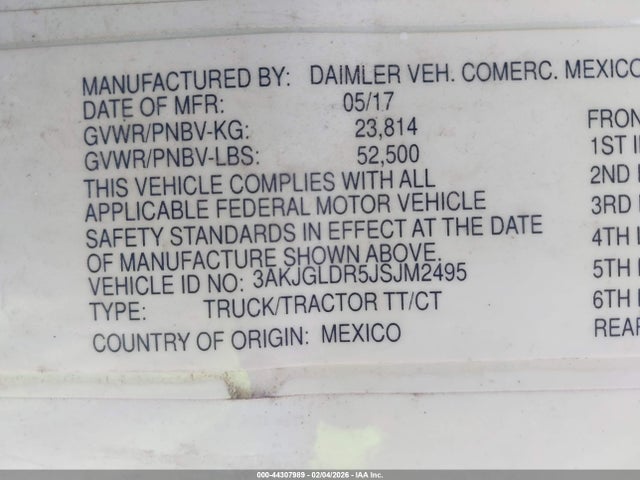 MANUFACTURED BY: DAIMLER VEH. COMERC. MEXICO
DATE OF MFR: 05/17
GVWR/PNBV-KG: 23,814
GVWR/PNBV-LBS: 52,500
THIS VEHICLE COMPLIES WITH ALL
APPLICABLE FEDERAL MOTOR VEHICLE
SAFETY STANDARDS IN EFFECT AT THE DATE
OF MANUFACTURE SHOWN ABOVE.
VEHICLE ID NO: 3AKJGLDR5JSJM2495
TYPE: TRUCK/TRACTOR TT/CT
COUNTRY OF ORIGIN: MEXICO
FRON
1ST I
2ND
3RD
4TH
5TH
6TH
REAR
000-44307989 - 02/04/2026 - IAA Inc.